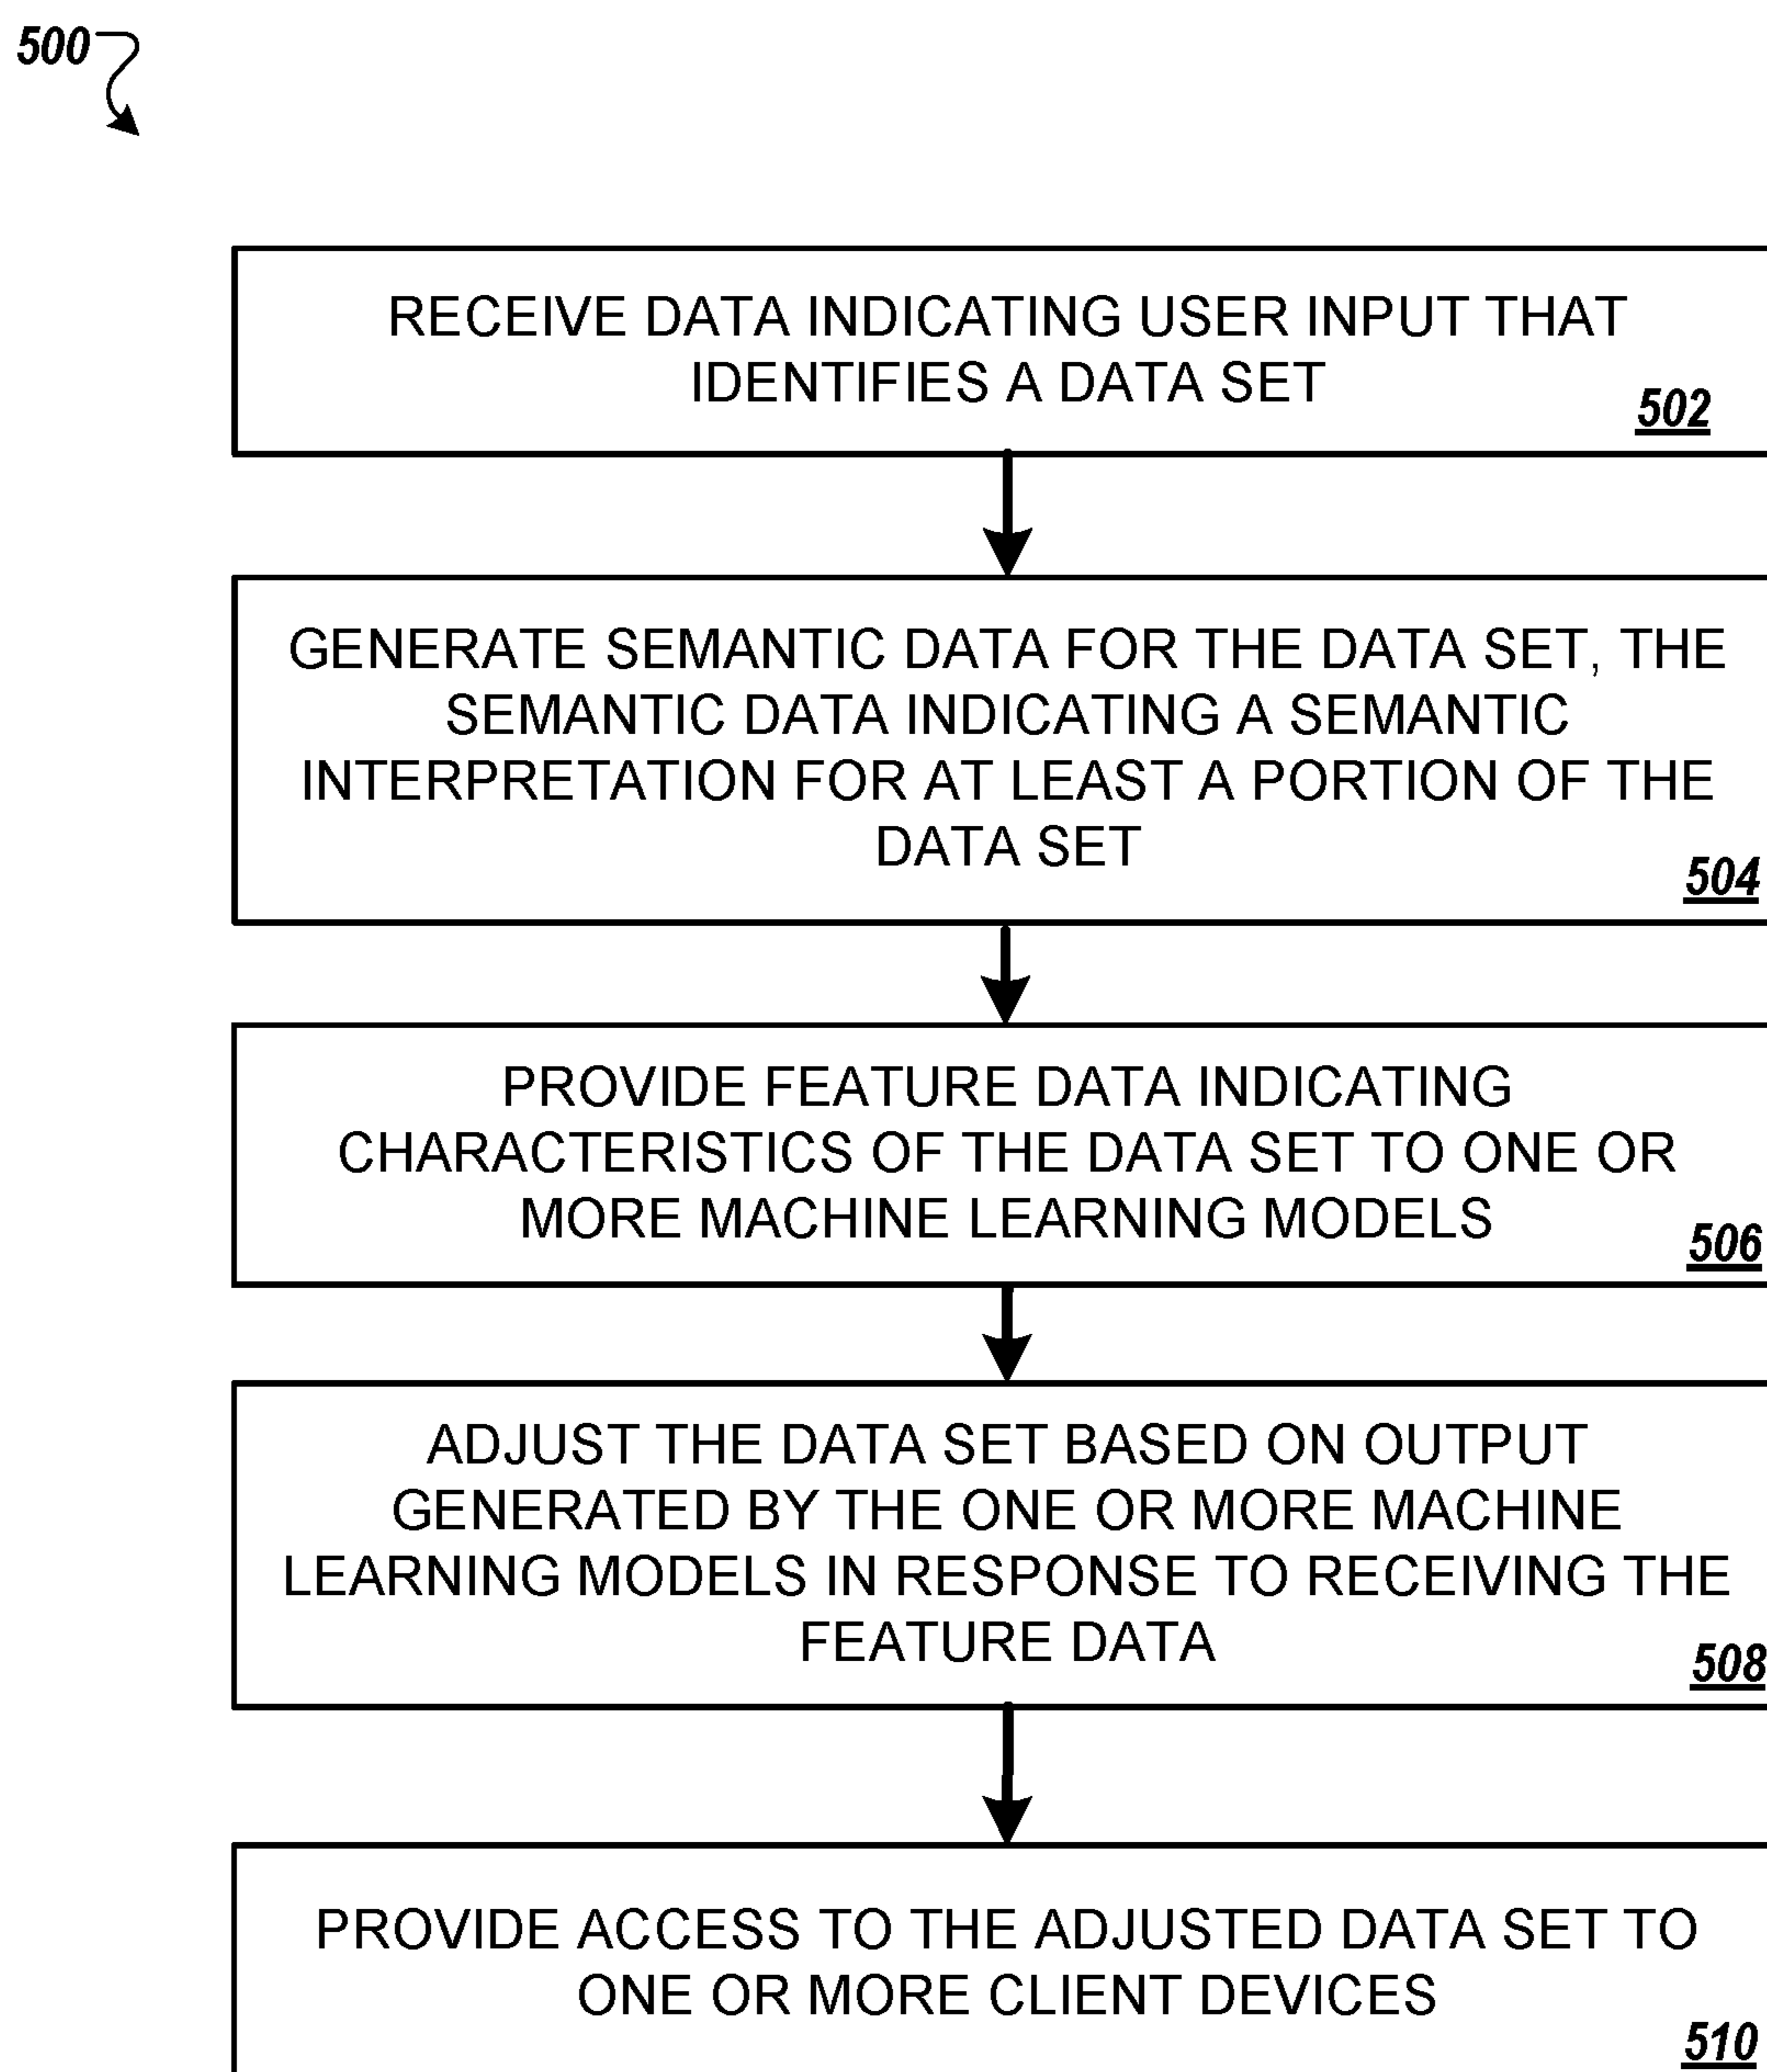 500
RECEIVE DATA INDICATING USER INPUT THAT
IDENTIFIES A DATA SET
502
GENERATE SEMANTIC DATA FOR THE DATA SET, THE
SEMANTIC DATA INDICATING A SEMANTIC
INTERPRETATION FOR AT LEAST A PORTION OF THE
DATA SET
504
PROVIDE FEATURE DATA INDICATING
CHARACTERISTICS OF THE DATA SET TO ONE OR
MORE MACHINE LEARNING MODELS
506
ADJUST THE DATA SET BASED ON OUTPUT
GENERATED BY THE ONE OR MORE MACHINE
LEARNING MODELS IN RESPONSE TO RECEIVING THE
FEATURE DATA
508
PROVIDE ACCESS TO THE ADJUSTED DATA SET TO
ONE OR MORE CLIENT DEVICES
510